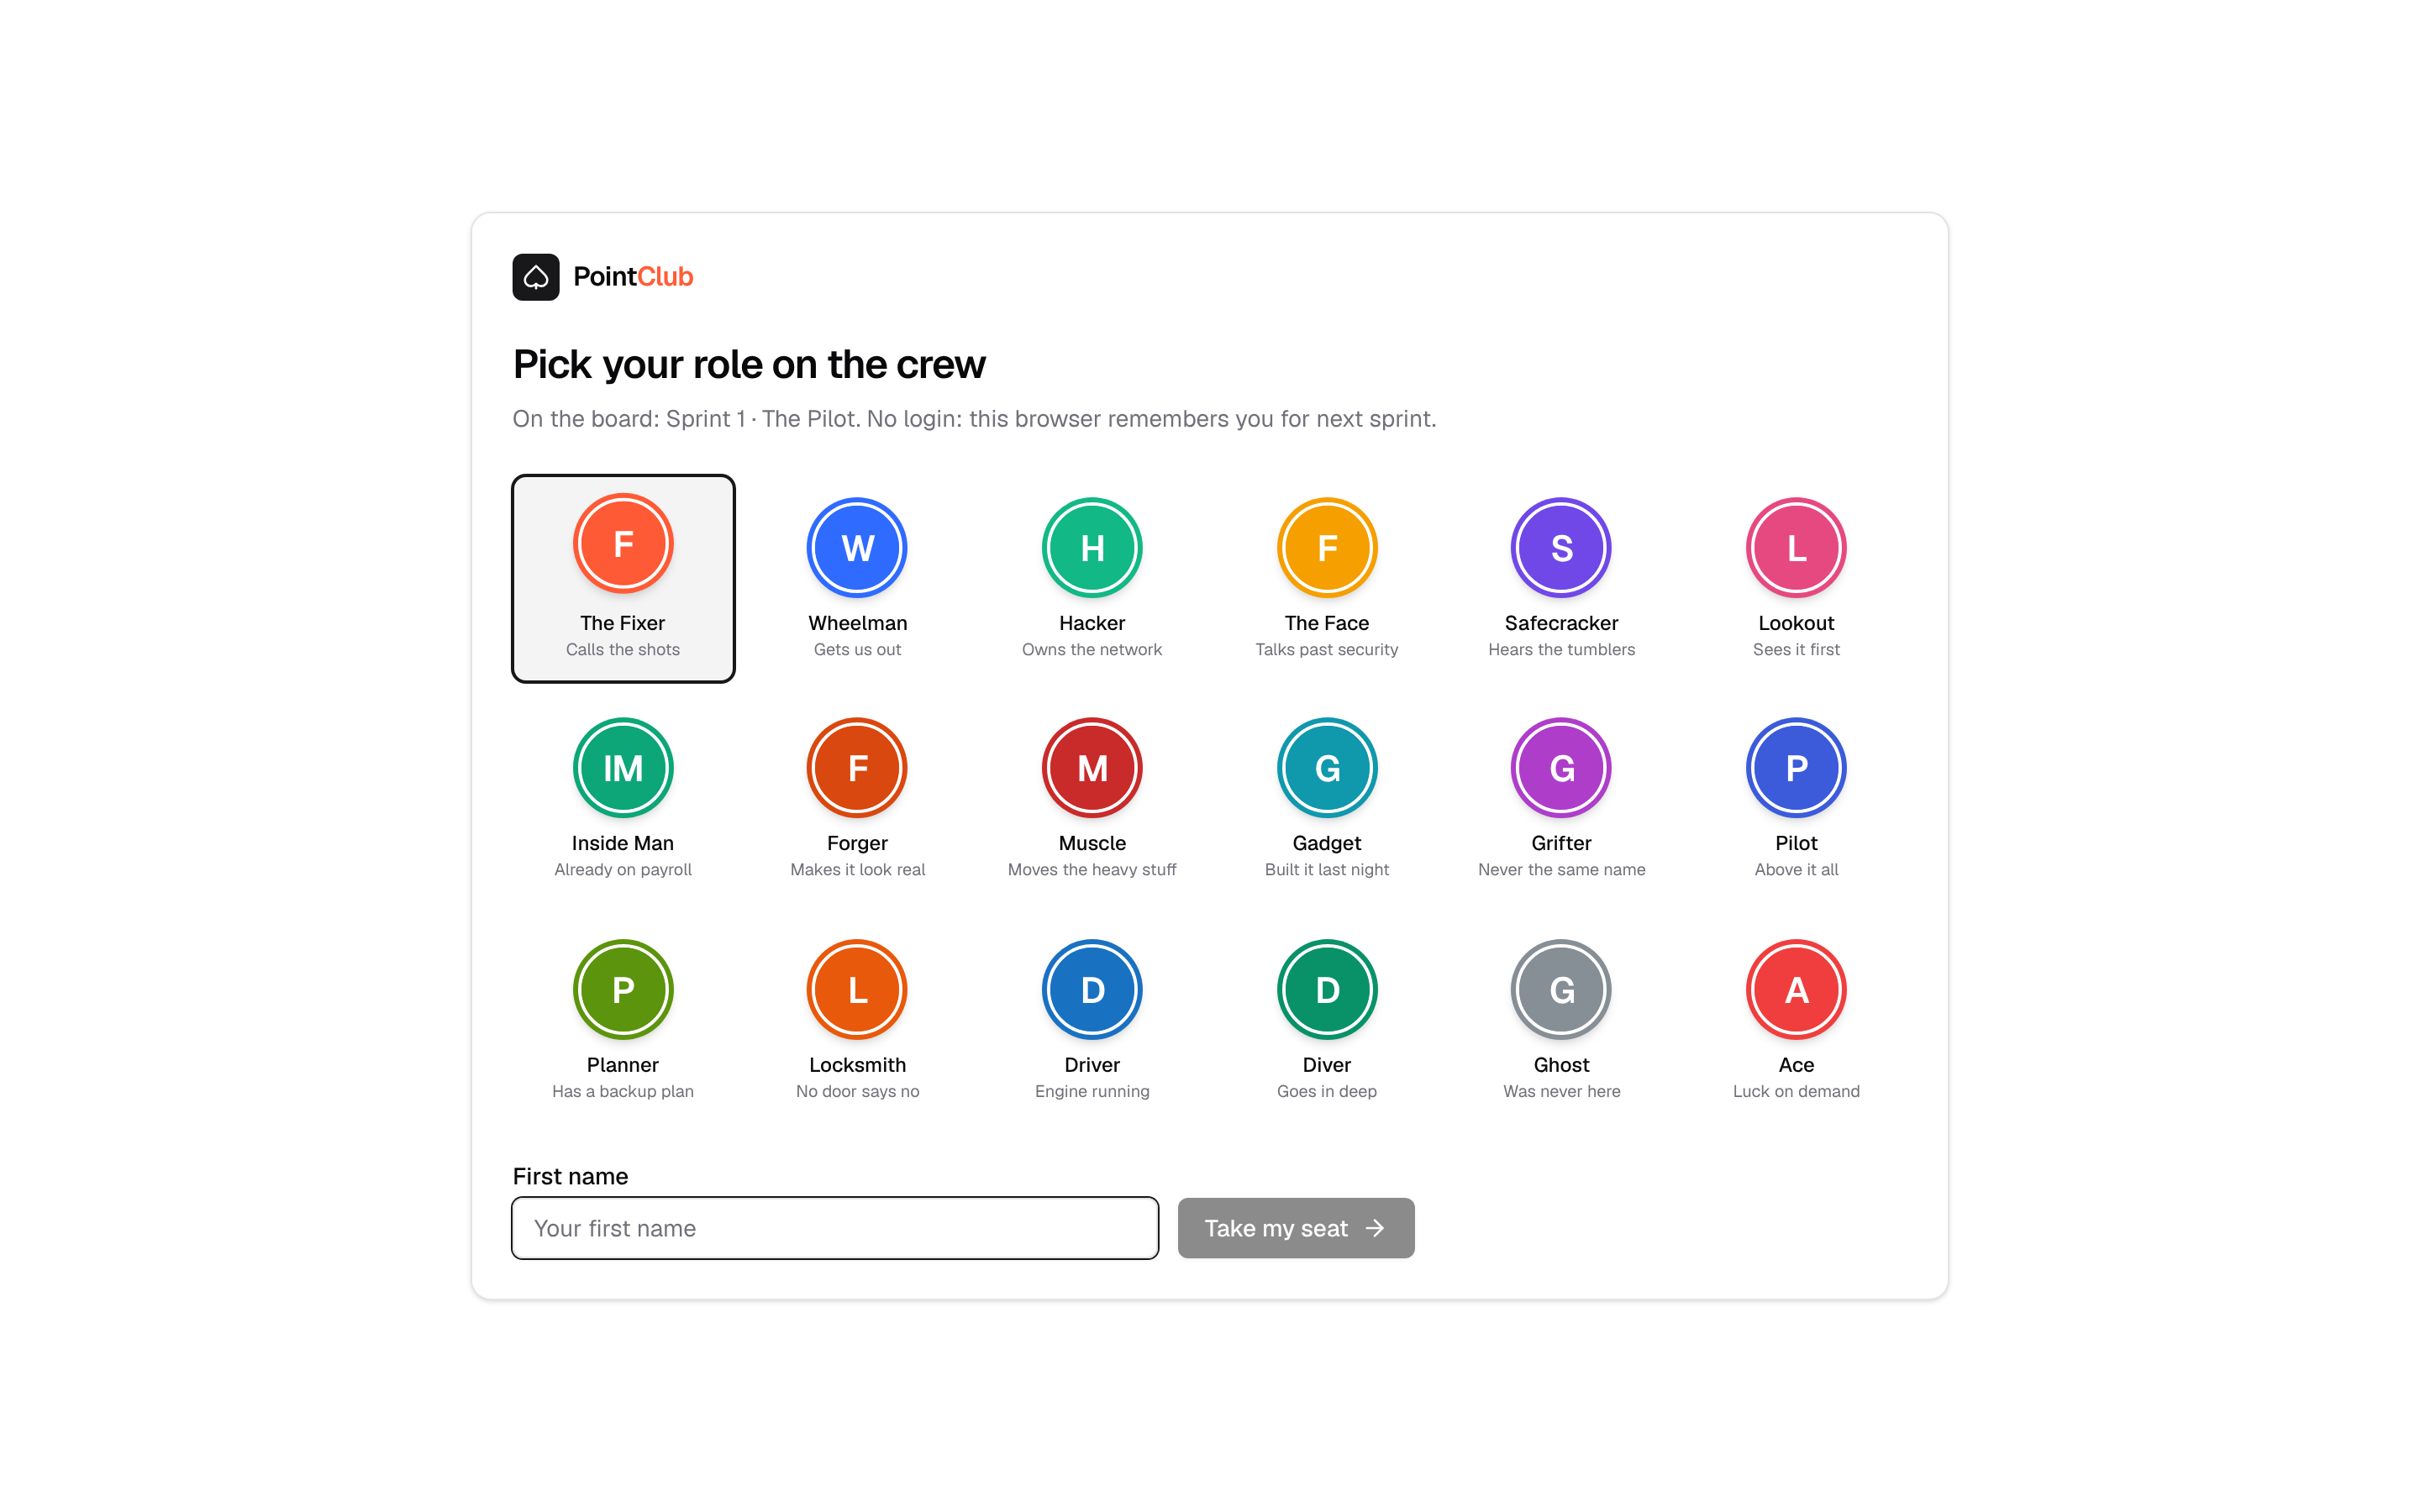 PointClub
Pick your role on the crew
On the board: Sprint 1 · The Pilot. No login: this browser remembers you for next sprint.
F W H F S L
The Fixer Wheelman Hacker The Face Safecracker Lookout
Calls the shots Gets us out Owns the network Talks past security Hears the tumblers Sees it first
IM F M G G P
Inside Man Forger Muscle Gadget Grifter Pilot
Already on payroll Makes it look real Moves the heavy stuff Built it last night Never the same name Above it all
P L D D G A
Planner Locksmith Driver Diver Ghost Ace
Has a backup plan No door says no Engine running Goes in deep Was never here Luck on demand
First name
Your first name Take my seat →